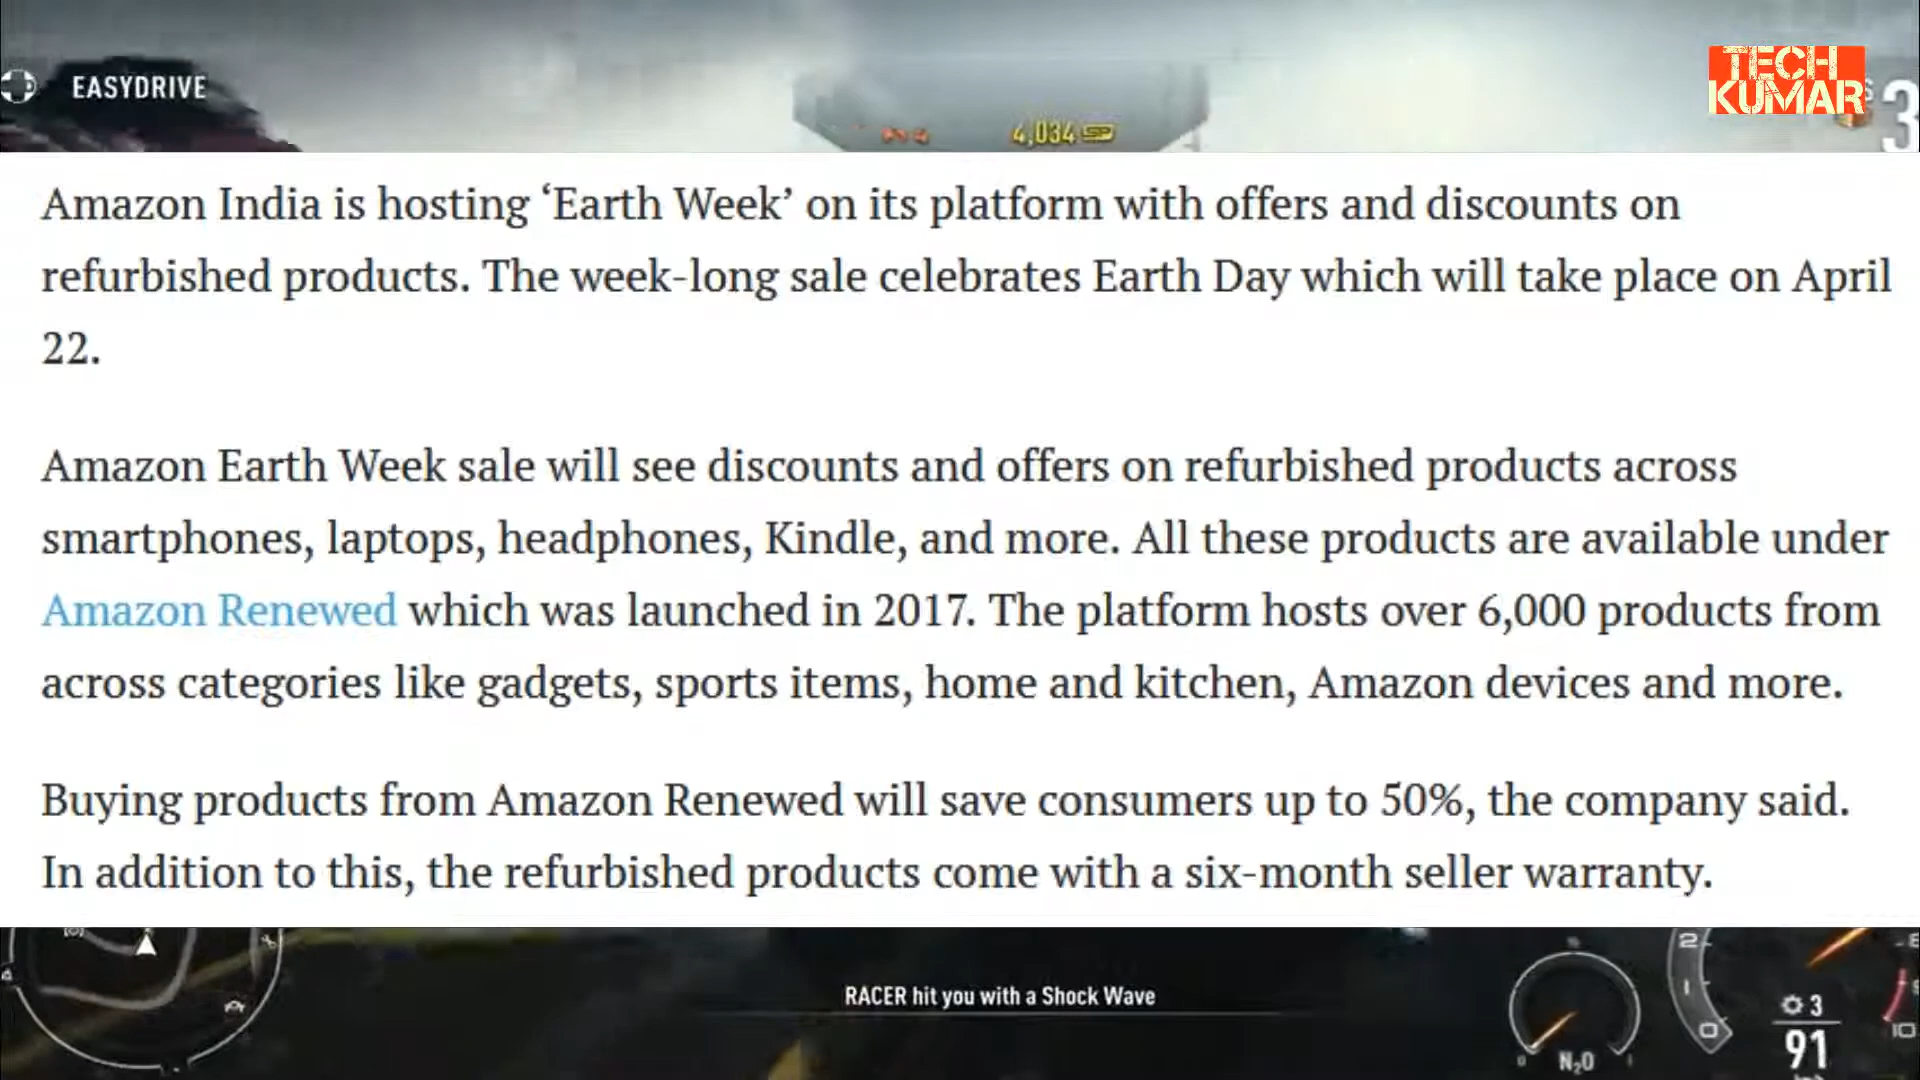 EASYDRIVE
TECH
KUMAR
3
4,034 SP
Amazon India is hosting ‘Earth Week’ on its platform with offers and discounts on
refurbished products. The week-long sale celebrates Earth Day which will take place on April
22.
Amazon Earth Week sale will see discounts and offers on refurbished products across
smartphones, laptops, headphones, Kindle, and more. All these products are available under
Amazon Renewed which was launched in 2017. The platform hosts over 6,000 products from
across categories like gadgets, sports items, home and kitchen, Amazon devices and more.
Buying products from Amazon Renewed will save consumers up to 50%, the company said.
In addition to this, the refurbished products come with a six-month seller warranty.
RACER hit you with a Shock Wave
N₂O
0
1
2
3
91
10